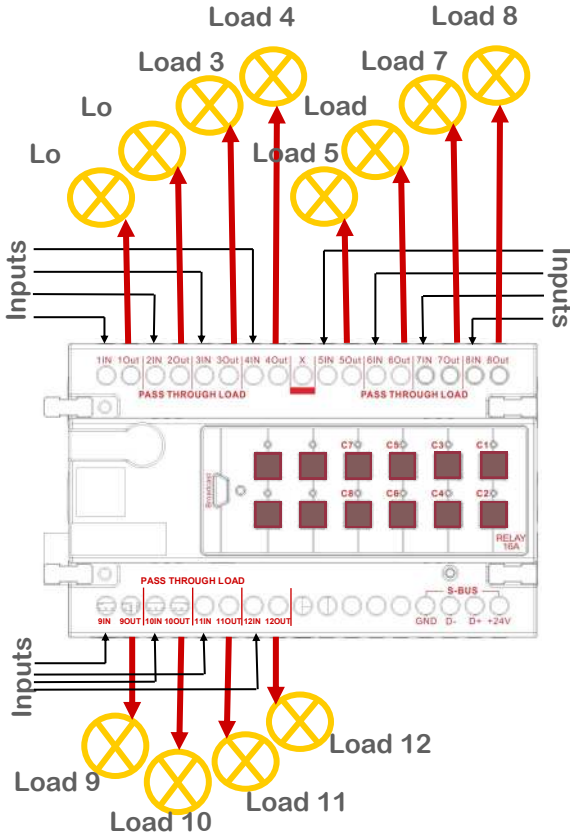 Load 4
Load 8
Load 3
Load 7
Lo
Load
Lo
Load 5
Inputs
Inputs
1IN 1Out 2IN 2Out 3IN 3Out 4IN 4Out X 5IN 5Out 6IN 6Out 7IN 7Out 8IN 8Out
PASS THROUGH LOAD PASS THROUGH LOAD
C7 C5 C3 C1
Broadcast
C8 C6 C4 C2
RELAY
16A
PASS THROUGH LOAD
S-BUS
9IN 9OUT 10IN 10OUT 11IN 11OUT 12IN 12OUT
GND D- D+ +24V
Inputs
Load 12
Load 9
Load 11
Load 10